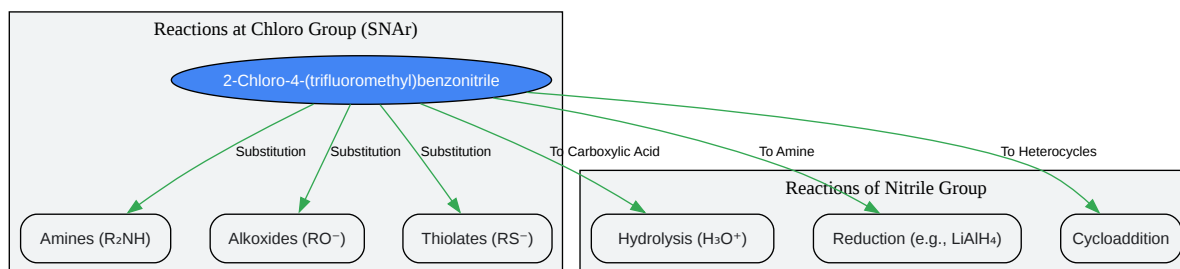 Reactions at Chloro Group (SNAr)
2-Chloro-4-(trifluoromethyl)benzonitrile
Substitution
Substitution
Substitution
To Carboxylic Acid
To Amine
To Heterocycles
Reactions of Nitrile Group
Amines (R₂NH)
Alkoxides (RO⁻)
Thiolates (RS⁻)
Hydrolysis (H₃O⁺)
Reduction (e.g., LiAlH₄)
Cycloaddition